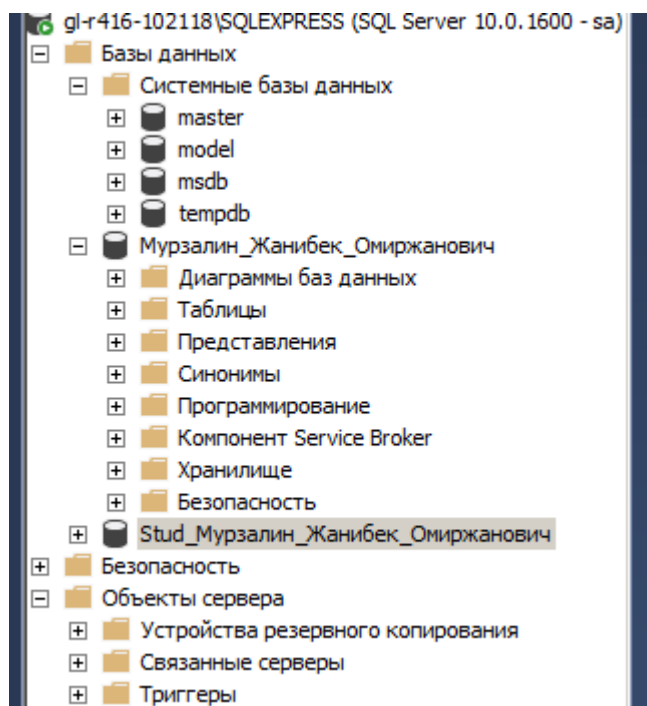 gl-r416-102118\SQLEXPRESS (SQL Server 10.0.1600 - sa)
Базы данных
Системные базы данных
master
model
msdb
tempdb
Мурзалин_Жанибек_Омиржанович
Диаграммы баз данных
Таблицы
Представления
Синонимы
Программирование
Компонент Service Broker
Хранилище
Безопасность
Stud_Мурзалин_Жанибек_Омиржанович
Безопасность
Объекты сервера
Устройства резервного копирования
Связанные серверы
Триггеры